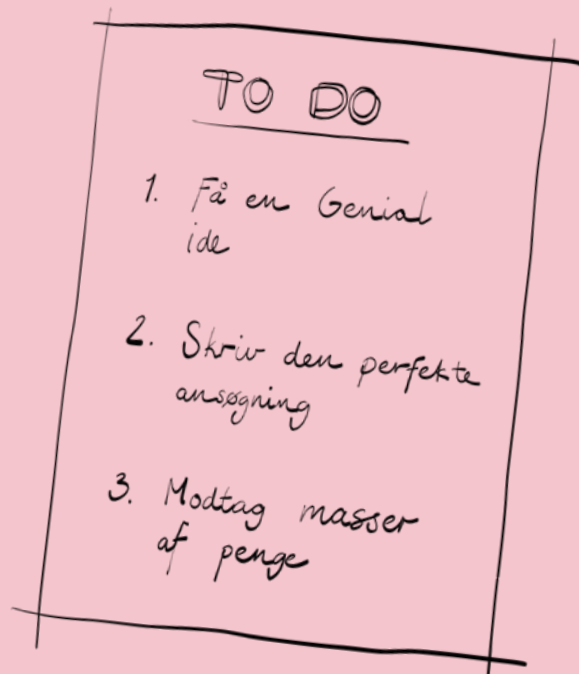 TO DO
1. Få en Genial
ide
2. Skriv den perfekte
ansøgning
3. Modtag masser
af penge